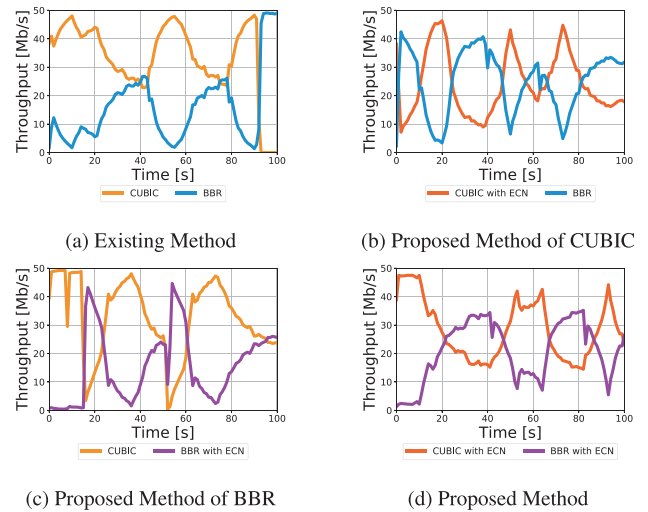 50
40
30
20
10
0
Throughput [Mb/s]
0 20 40 60 80 100
Time [s]
CUBIC BBR
(a) Existing Method
50
40
30
20
10
0
Throughput [Mb/s]
0 20 40 60 80 100
Time [s]
CUBIC with ECN BBR
(b) Proposed Method of CUBIC
50
40
30
20
10
0
Throughput [Mb/s]
0 20 40 60 80 100
Time [s]
CUBIC BBR with ECN
(c) Proposed Method of BBR
50
40
30
20
10
0
Throughput [Mb/s]
0 20 40 60 80 100
Time [s]
CUBIC with ECN BBR with ECN
(d) Proposed Method